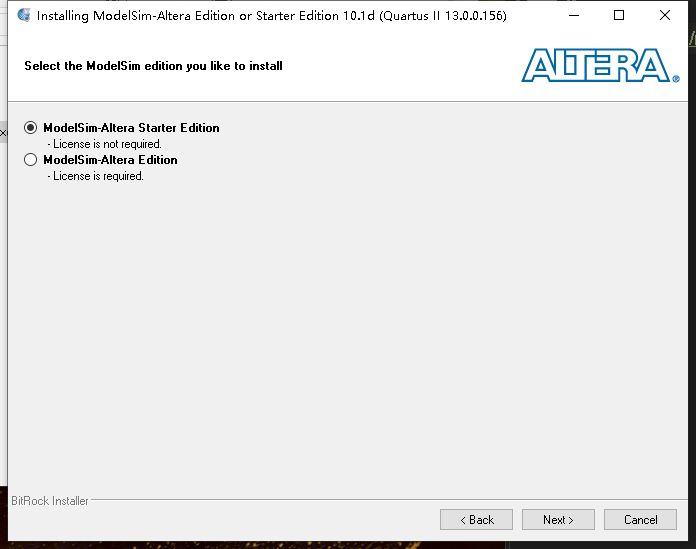 Installing ModelSim-Altera Edition or Starter Edition 10.1d (Quartus II 13.0.0.156)
Select the ModelSim edition you like to install
ALTERA®
ModelSim-Altera Starter Edition
- License is not required.
ModelSim-Altera Edition
- License is required.
BitRock Installer
< Back
Next >
Cancel